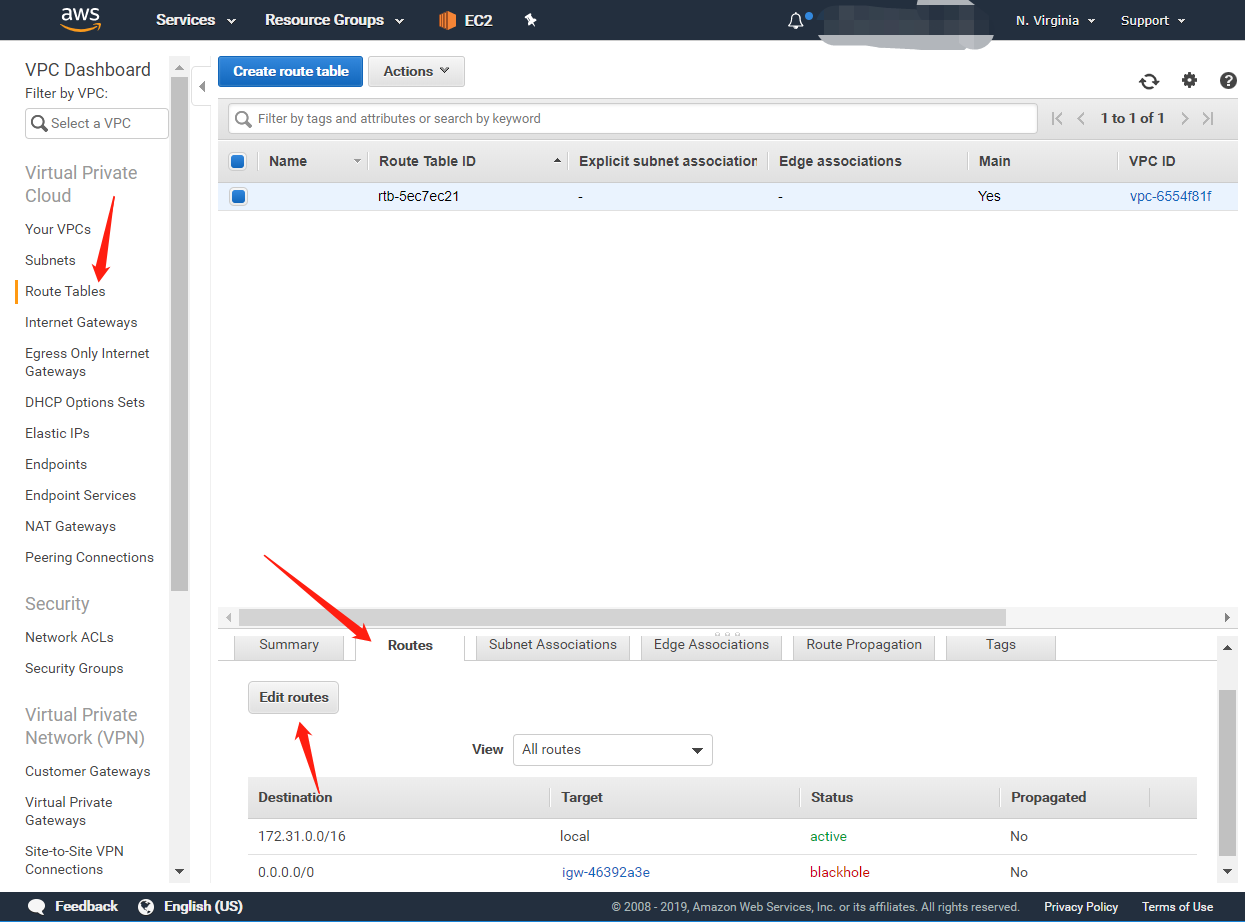 aws Services Resource Groups EC2 N. Virginia Support
VPC Dashboard
Filter by VPC:
Select a VPC
Virtual Private
Cloud
Your VPCs
Subnets
Route Tables
Internet Gateways
Egress Only Internet
Gateways
DHCP Options Sets
Elastic IPs
Endpoints
Endpoint Services
NAT Gateways
Peering Connections
Security
Network ACLs
Security Groups
Virtual Private
Network (VPN)
Customer Gateways
Virtual Private
Gateways
Site-to-Site VPN
Connections
Create route table Actions
Filter by tags and attributes or search by keyword 1 to 1 of 1
Name Route Table ID Explicit subnet association Edge associations Main VPC ID
rtb-5ec7ec21 - - Yes vpc-6554f81f
Summary Routes Subnet Associations Edge Associations Route Propagation Tags
Edit routes
View All routes
Destination Target Status Propagated
172.31.0.0/16 local active No
0.0.0.0/0 igw-46392a3e blackhole No
Feedback English (US) © 2008 - 2019, Amazon Web Services, Inc. or its affiliates. All rights reserved. Privacy Policy Terms of Use